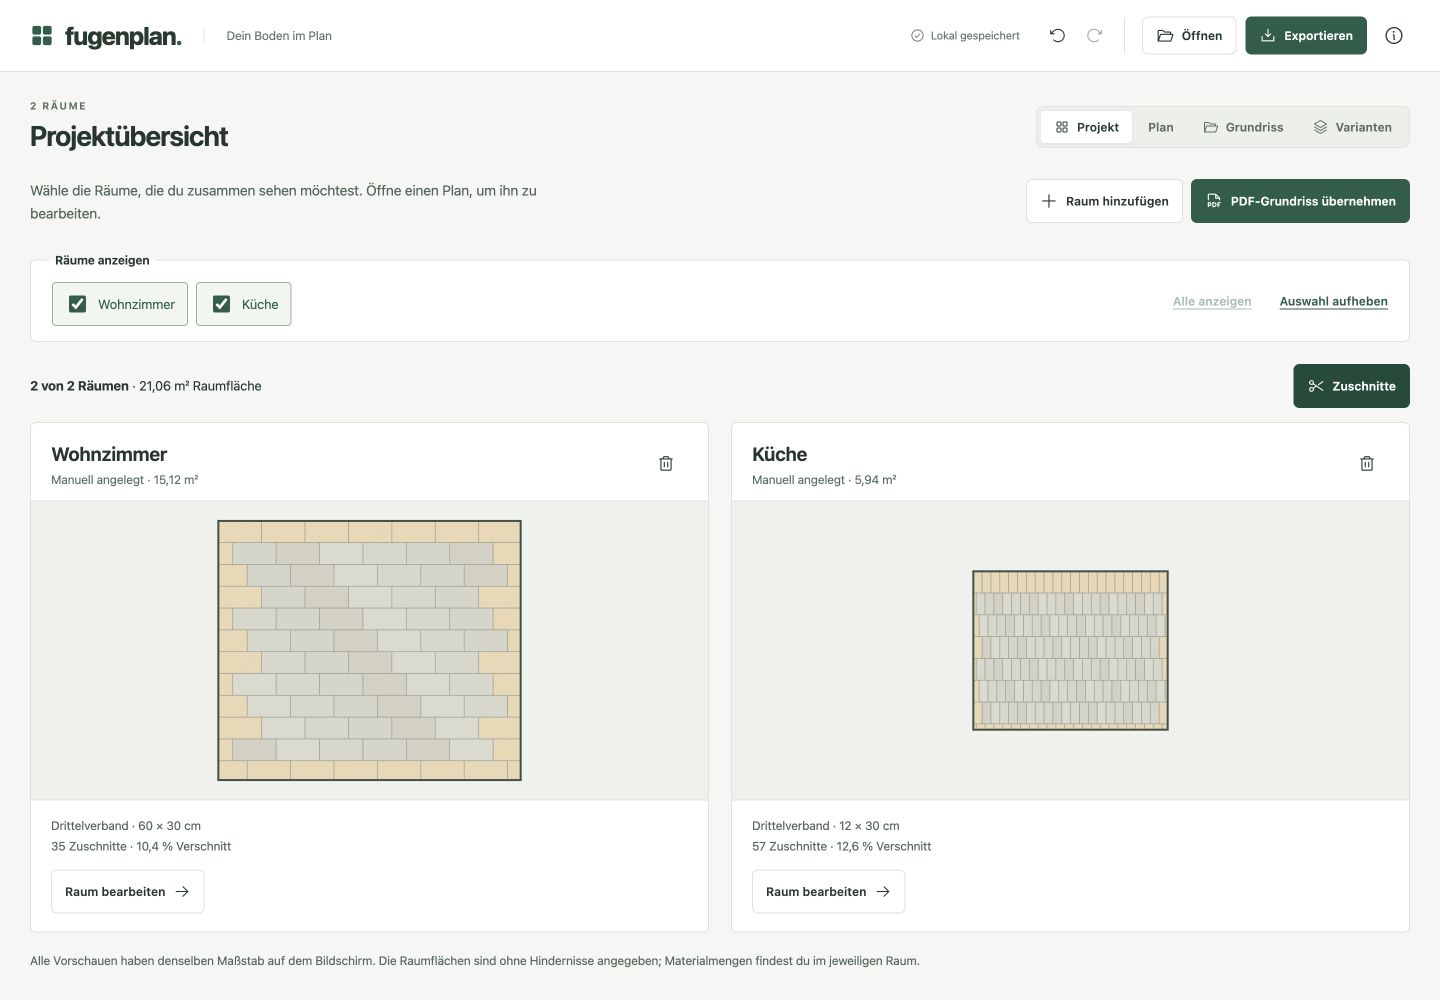 fugenplan.
Dein Boden im Plan
Lokal gespeichert
Öffnen
Exportieren
2 RÄUME
Projektübersicht
Projekt
Plan
Grundriss
Varianten
Wähle die Räume, die du zusammen sehen möchtest. Öffne einen Plan, um ihn zu
bearbeiten.
Raum hinzufügen
PDF
PDF-Grundriss übernehmen
Räume anzeigen
Wohnzimmer
Küche
Alle anzeigen
Auswahl aufheben
2 von 2 Räumen · 21,06 m² Raumfläche
Zuschnitte
Wohnzimmer
Manuell angelegt · 15,12 m²
Drittelverband · 60 × 30 cm
35 Zuschnitte · 10,4 % Verschnitt
Raum bearbeiten
Küche
Manuell angelegt · 5,94 m²
Drittelverband · 12 × 30 cm
57 Zuschnitte · 12,6 % Verschnitt
Raum bearbeiten
Alle Vorschauen haben denselben Maßstab auf dem Bildschirm. Die Raumflächen sind ohne Hindernisse angegeben; Materialmengen findest du im jeweiligen Raum.